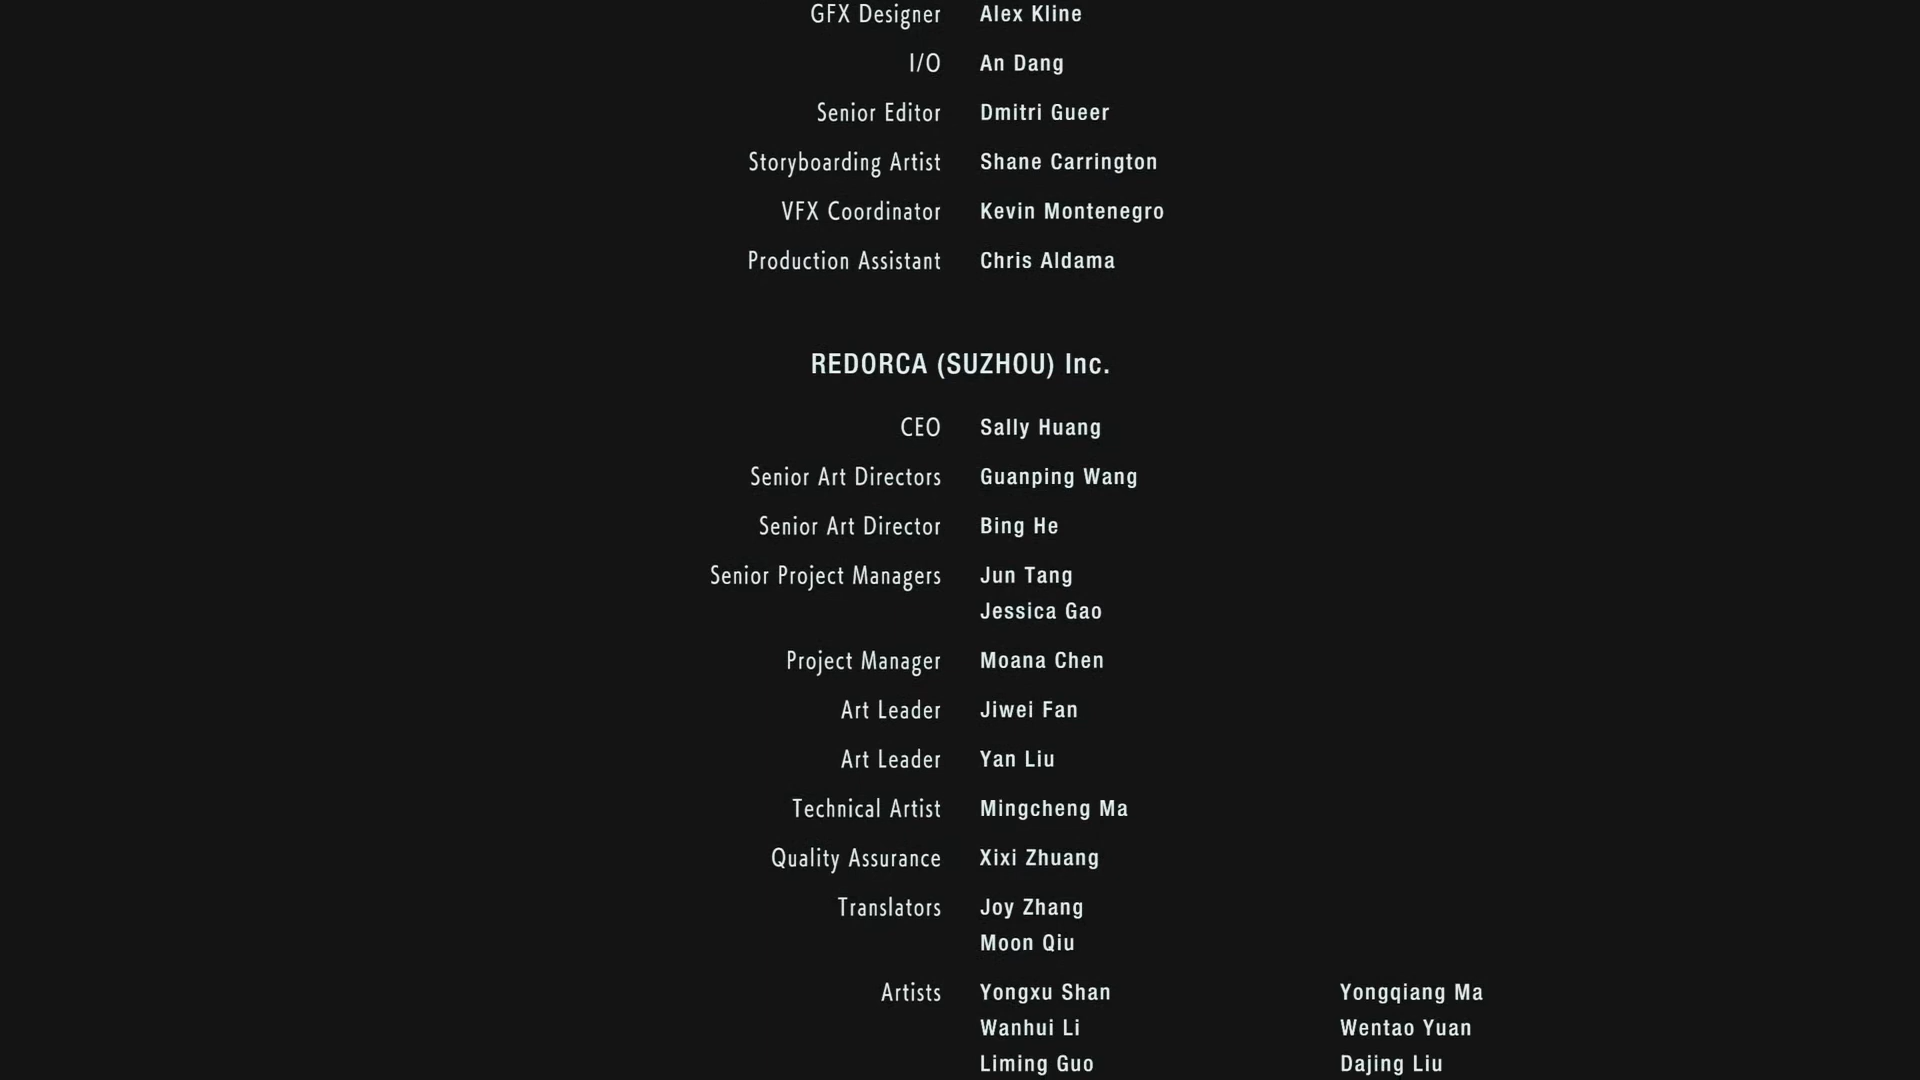 GFX Designer Alex Kline
I/O An Dang
Senior Editor Dmitri Gueer
Storyboarding Artist Shane Carrington
VFX Coordinator Kevin Montenegro
Production Assistant Chris Aldama
REDORCA (SUZHOU) Inc.
CEO Sally Huang
Senior Art Directors Guanping Wang
Senior Art Director Bing He
Senior Project Managers Jun Tang
Jessica Gao
Project Manager Moana Chen
Art Leader Jiwei Fan
Art Leader Yan Liu
Technical Artist Mingcheng Ma
Quality Assurance Xixi Zhuang
Translators Joy Zhang
Moon Qiu
Artists Yongxu Shan Yongqiang Ma
Wanhui Li Wentao Yuan
Liming Guo Dajing Liu